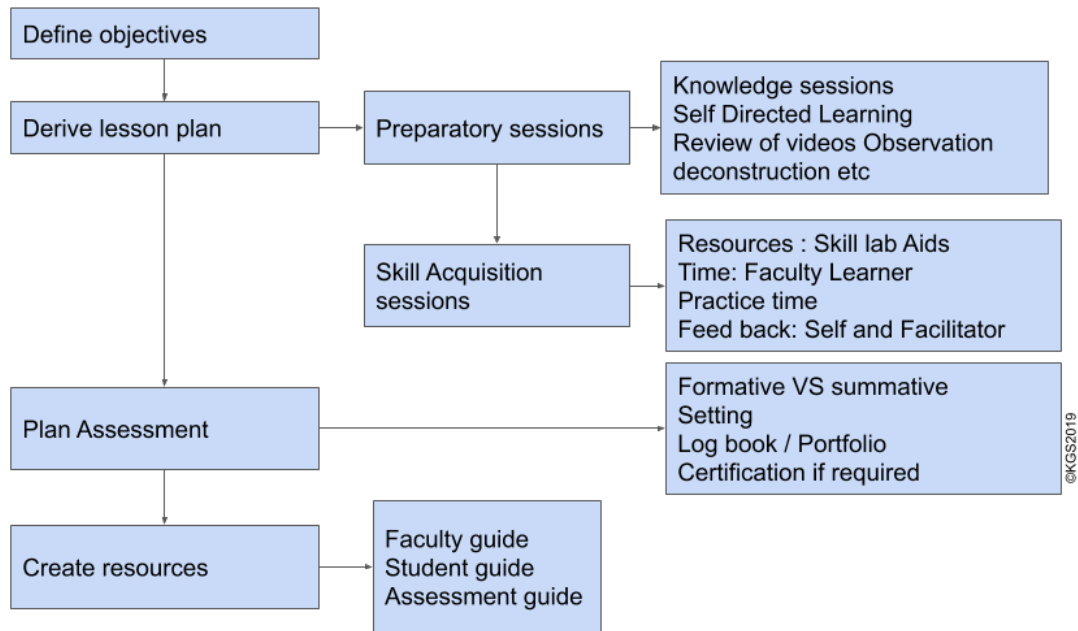 Define objectives
Derive lesson plan
Preparatory sessions
Knowledge sessions
Self Directed Learning
Review of videos Observation
deconstruction etc
Skill Acquisition
sessions
Resources : Skill lab Aids
Time: Faculty Learner
Practice time
Feed back: Self and Facilitator
Plan Assessment
Formative VS summative
Setting
Log book / Portfolio
Certification if required
©KGS2019
Create resources
Faculty guide
Student guide
Assessment guide